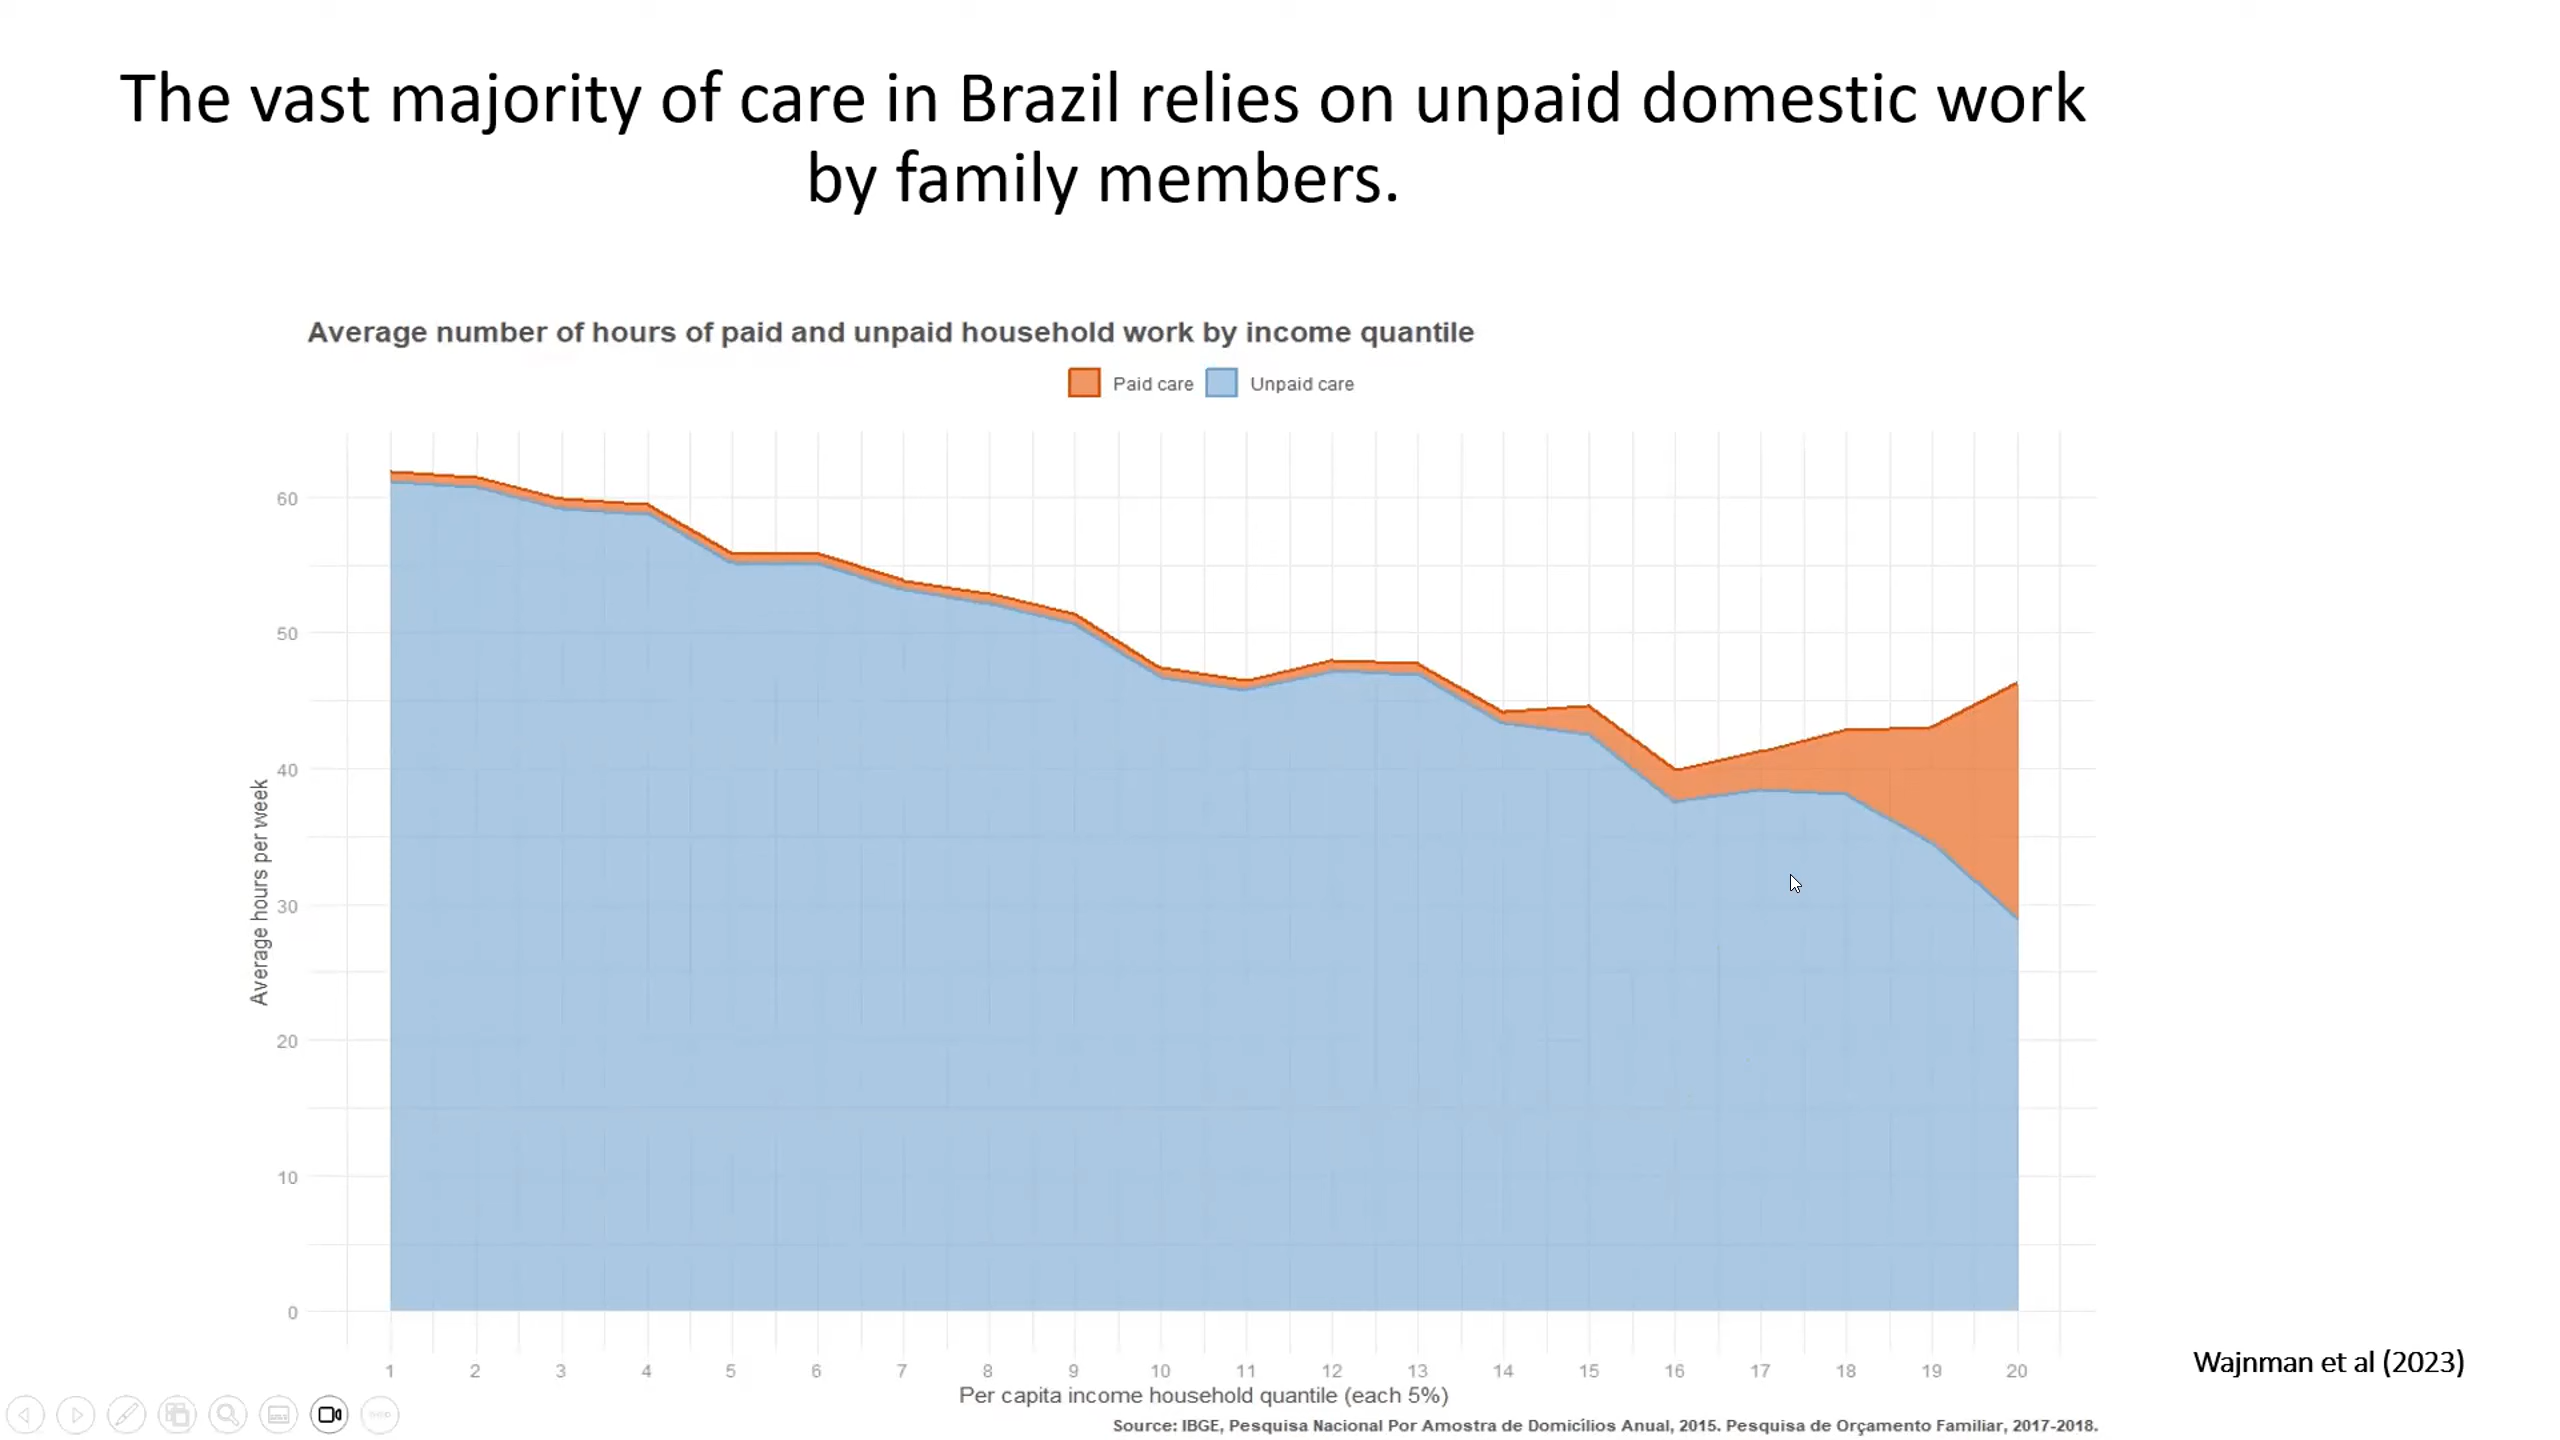 The vast majority of care in Brazil relies on unpaid domestic work
by family members.
Average number of hours of paid and unpaid household work by income quantile
Paid care
Unpaid care
Average hours per week
60
50
40
30
20
10
0
1 2 3 4 5 6 7 8 9 10 11 12 13 14 15 16 17 18 19 20
Per capita income household quantile (each 5%)
Wajnman et al (2023)
Source: IBGE, Pesquisa Nacional Por Amostra de Domicílios Anual, 2015. Pesquisa de Orçamento Familiar, 2017-2018.